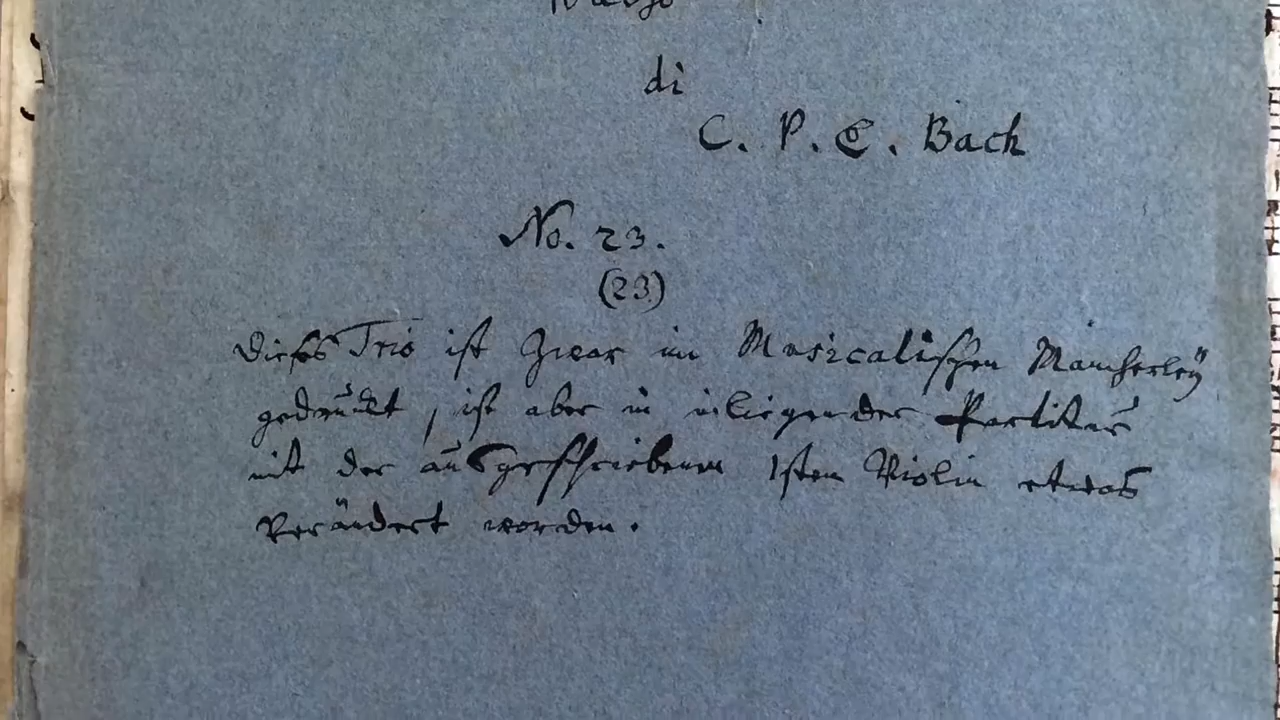 di
C. P. E. Bach
No. 23.
(23)
Dieses Trio ist zwar im Musicalischen Mancherley
gedruckt, ist aber in inliegender Partitur
mit der ausgeschriebenen 1sten Violin etwas
verändert worden.